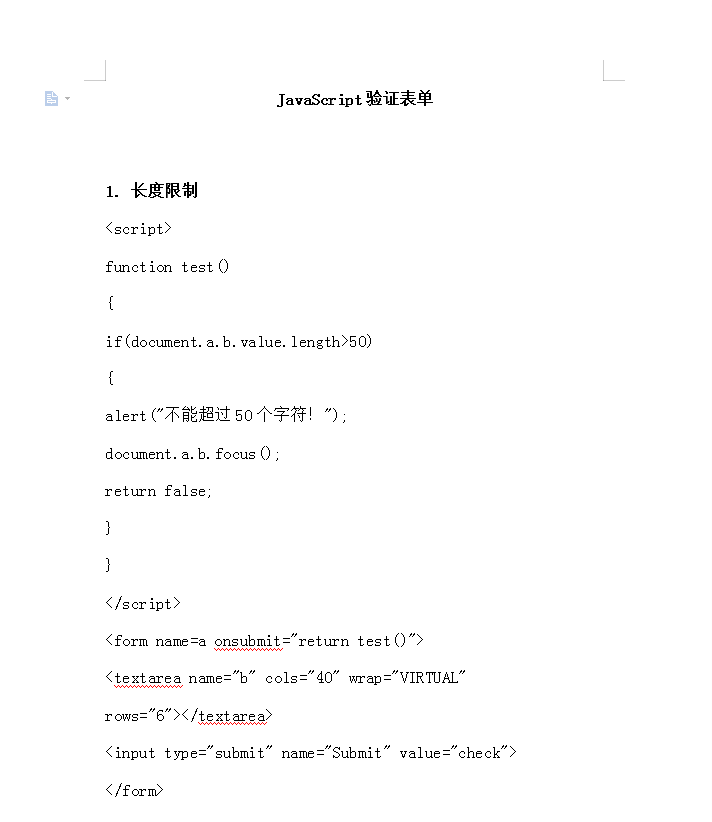 JavaScript验证表单
1. 长度限制
<script>
function test()
{
if(document.a.b.value.length>50)
{
alert("不能超过50个字符！");
document.a.b.focus();
return false;
}
}
</script>
<form name=a onsubmit="return test()">
<textarea name="b" cols="40" wrap="VIRTUAL"
rows="6"></textarea>
<input type="submit" name="Submit" value="check">
</form>